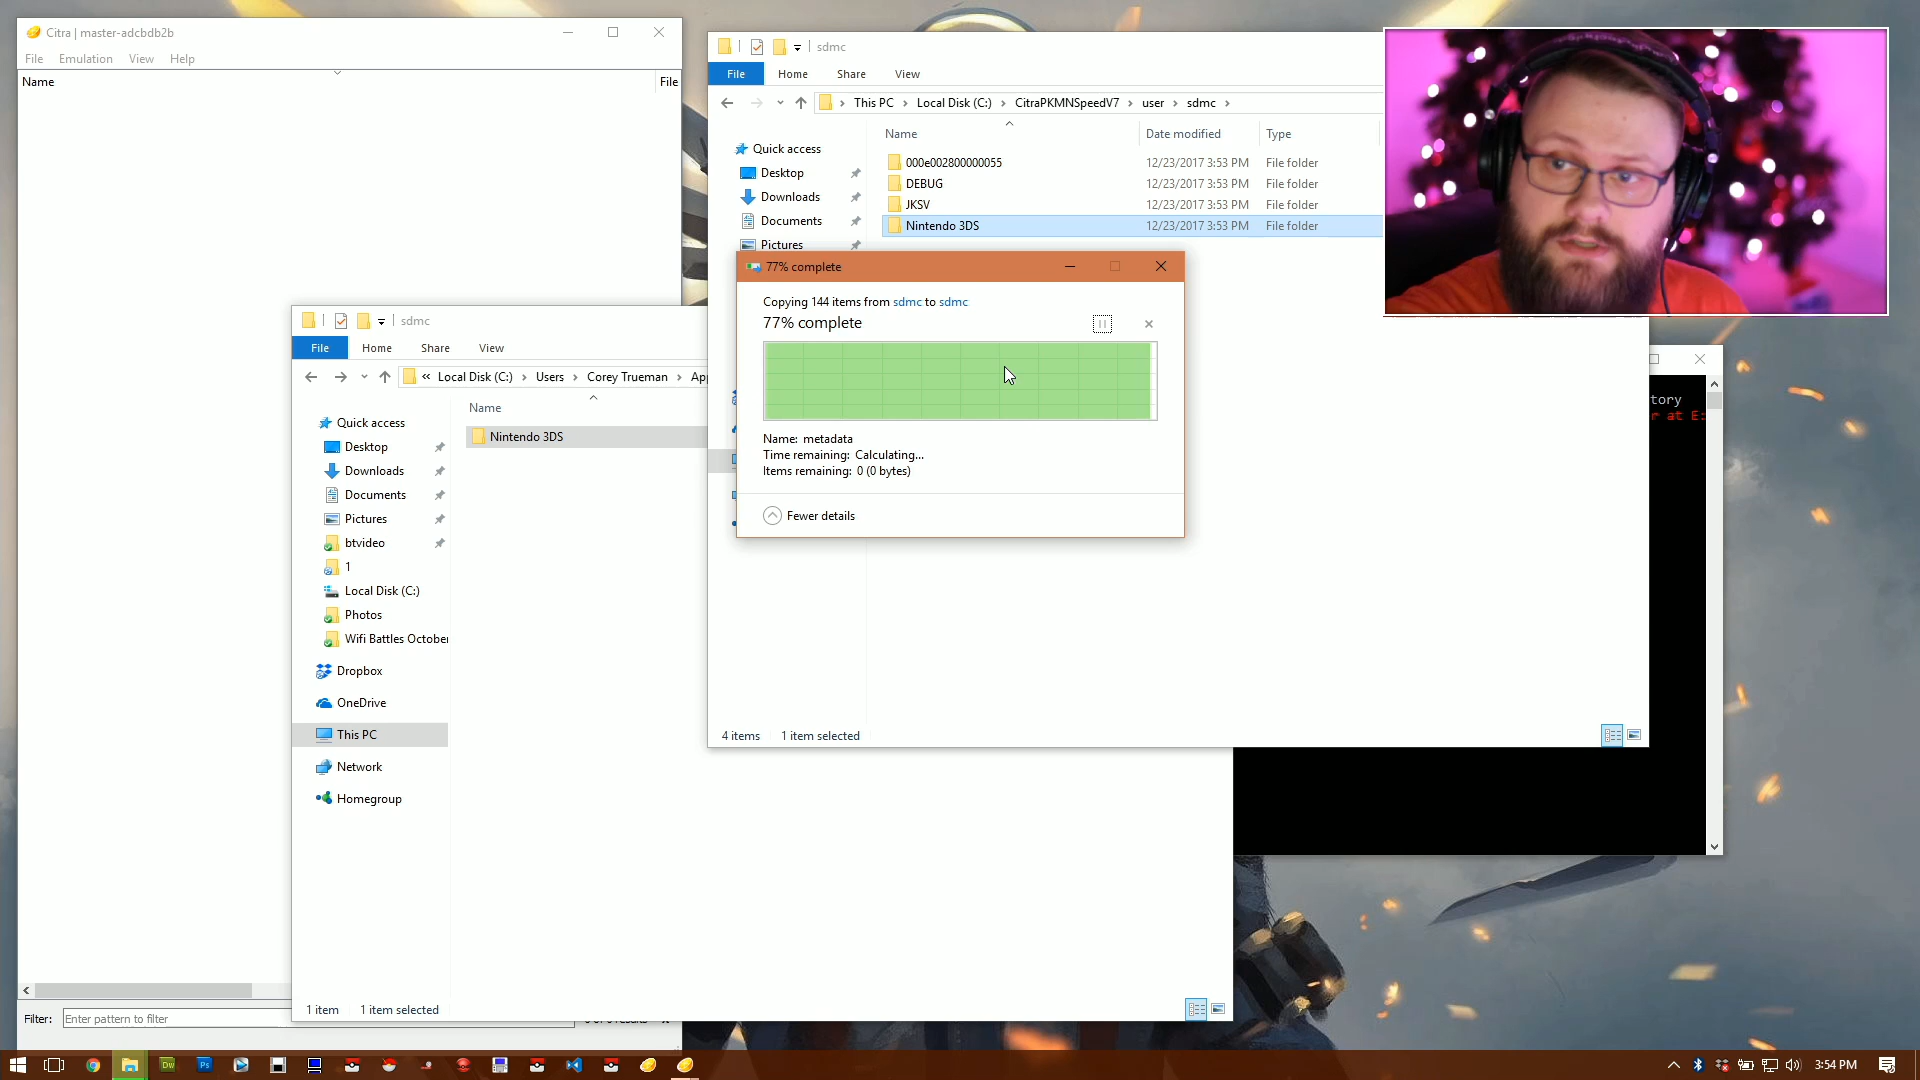 Citra | master-adcbdb2b
File Emulation View Help
Name File
Filter: Enter pattern to filter
sdmc
File Home Share View
This PC Local Disk (C:) CitraPKMNSpeedV7 user sdmc
Name Date modified Type
Quick access
Desktop
Downloads
Documents
Pictures
000e002800000055 12/23/2017 3:53 PM File folder
DEBUG 12/23/2017 3:53 PM File folder
JKSV 12/23/2017 3:53 PM File folder
Nintendo 3DS 12/23/2017 3:53 PM File folder
4 items 1 item selected
77% complete
Copying 144 items from sdmc to sdmc
77% complete
Name: metadata
Time remaining: Calculating...
Items remaining: 0 (0 bytes)
Fewer details
sdmc
File Home Share View
« Local Disk (C:) Users Corey Trueman App
Name
Quick access
Desktop
Downloads
Documents
Pictures
btvideo
1
Local Disk (C:)
Photos
Wifi Battles October
Dropbox
OneDrive
This PC
Network
Homegroup
Nintendo 3DS
1 item 1 item selected
tory
r at E:
Dw Ps
3:54 PM